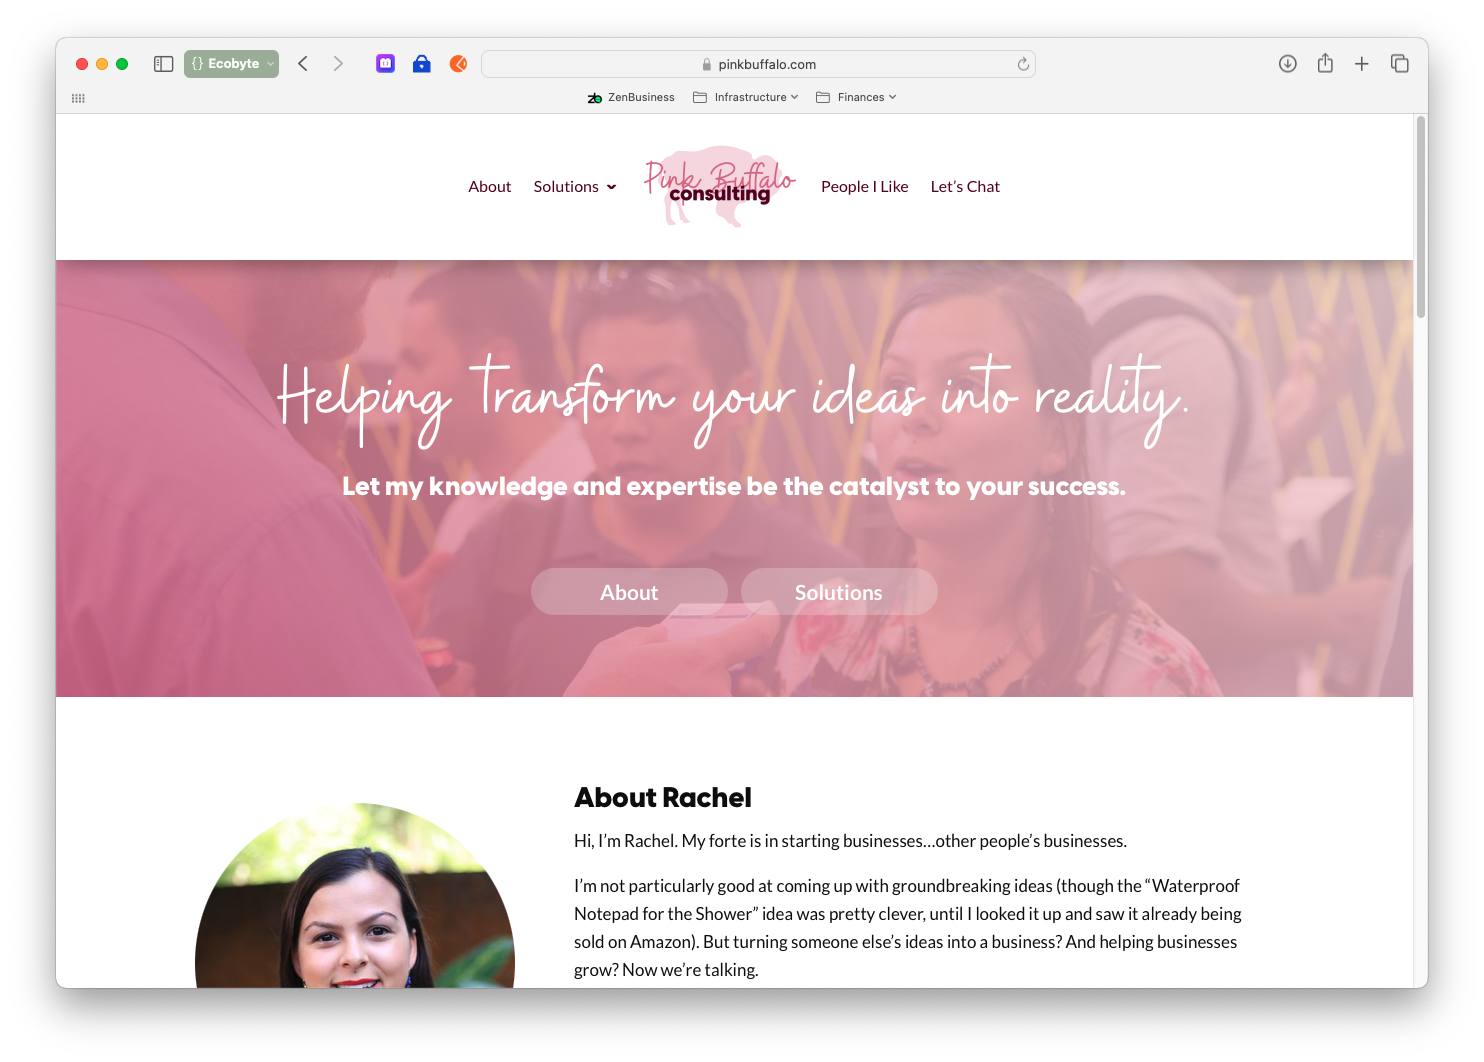 {} Ecobyte
pinkbuffalo.com
ZenBusiness Infrastructure Finances
About Solutions Pink Buffalo People I Like Let’s Chat
consulting
Helping transform your ideas into reality.
Let my knowledge and expertise be the catalyst to your success.
About Solutions
About Rachel
Hi, I’m Rachel. My forte is in starting businesses…other people’s businesses.
I’m not particularly good at coming up with groundbreaking ideas (though the “Waterproof
Notepad for the Shower” idea was pretty clever, until I looked it up and saw it already being
sold on Amazon). But turning someone else’s ideas into a business? And helping businesses
grow? Now we’re talking.